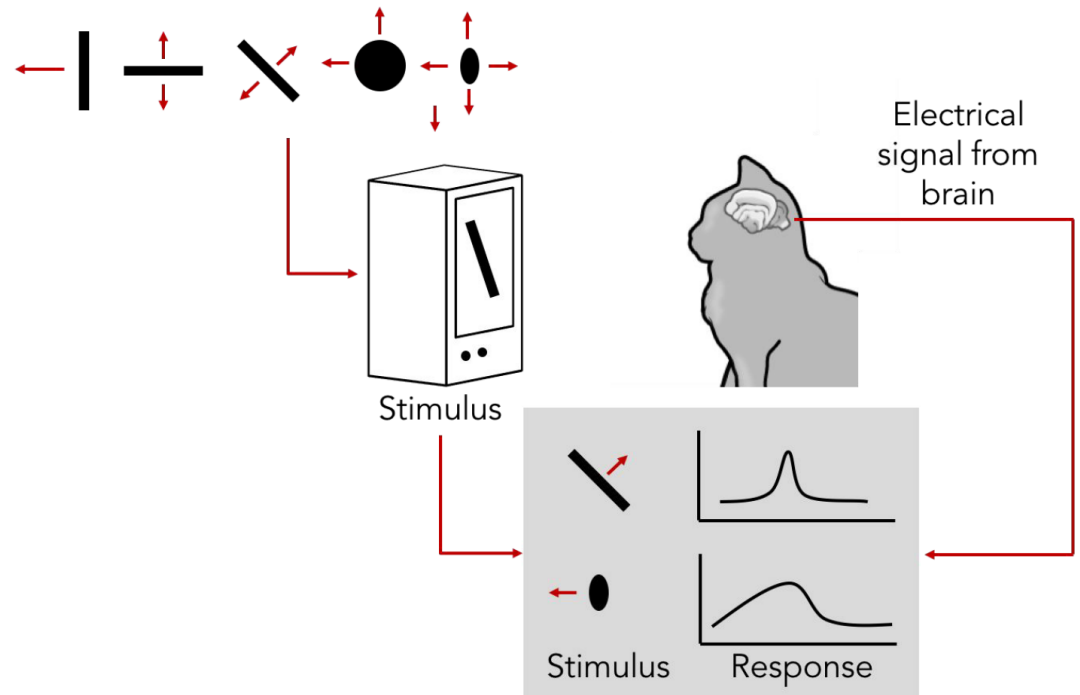 Electrical
signal from
brain
Stimulus
Stimulus
Response